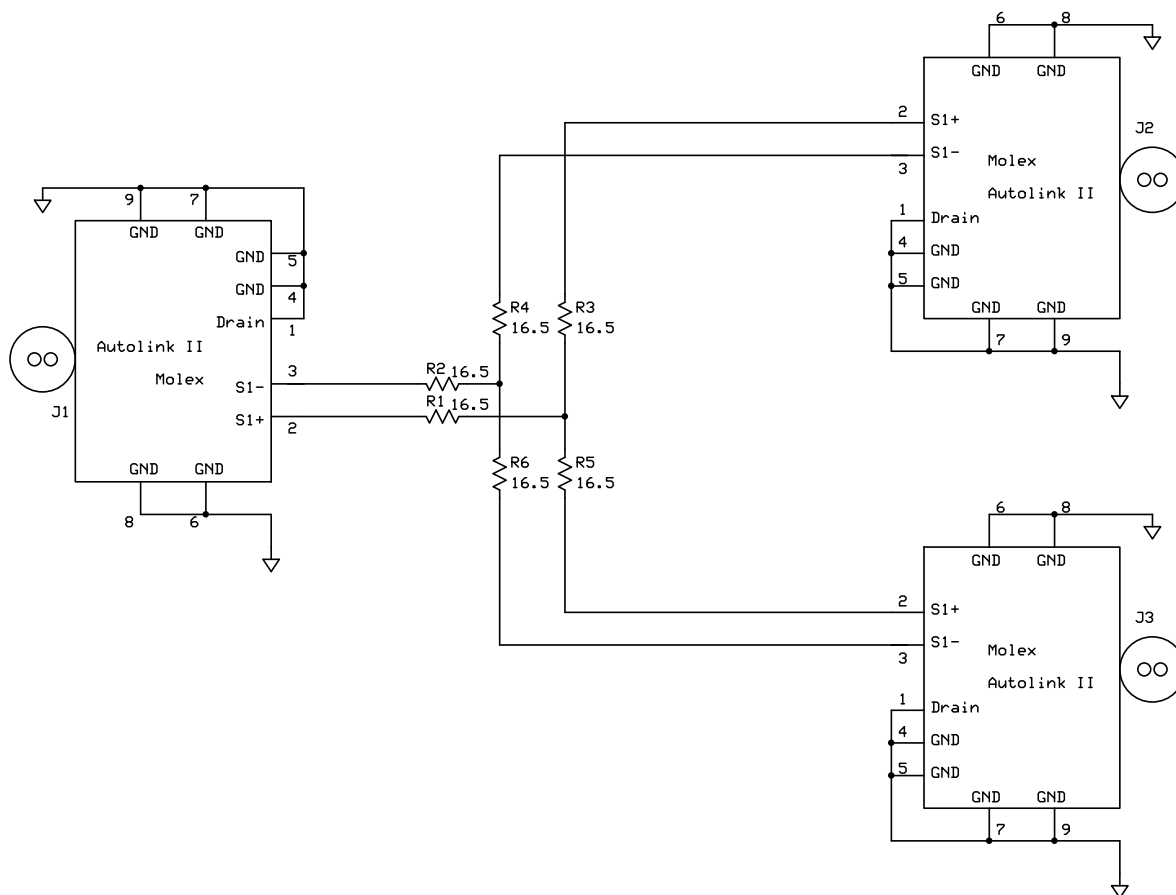 6 8
GND GND
2 S1+
J2
S1-
3
Molex
Autolink II
1 Drain
4 GND
5 GND
GND GND
7 9
9 7
GND GND
GND 5
GND 4
Drain 1
Autolink II
Molex
3
S1-
S1+
2
J1
GND GND
8 6
R4 R3
16.5 16.5
R2 16.5
R1 16.5
R6 R5
16.5 16.5
6 8
GND GND
2 S1+
J3
S1-
3
Molex
Autolink II
1 Drain
4 GND
5 GND
GND GND
7 9